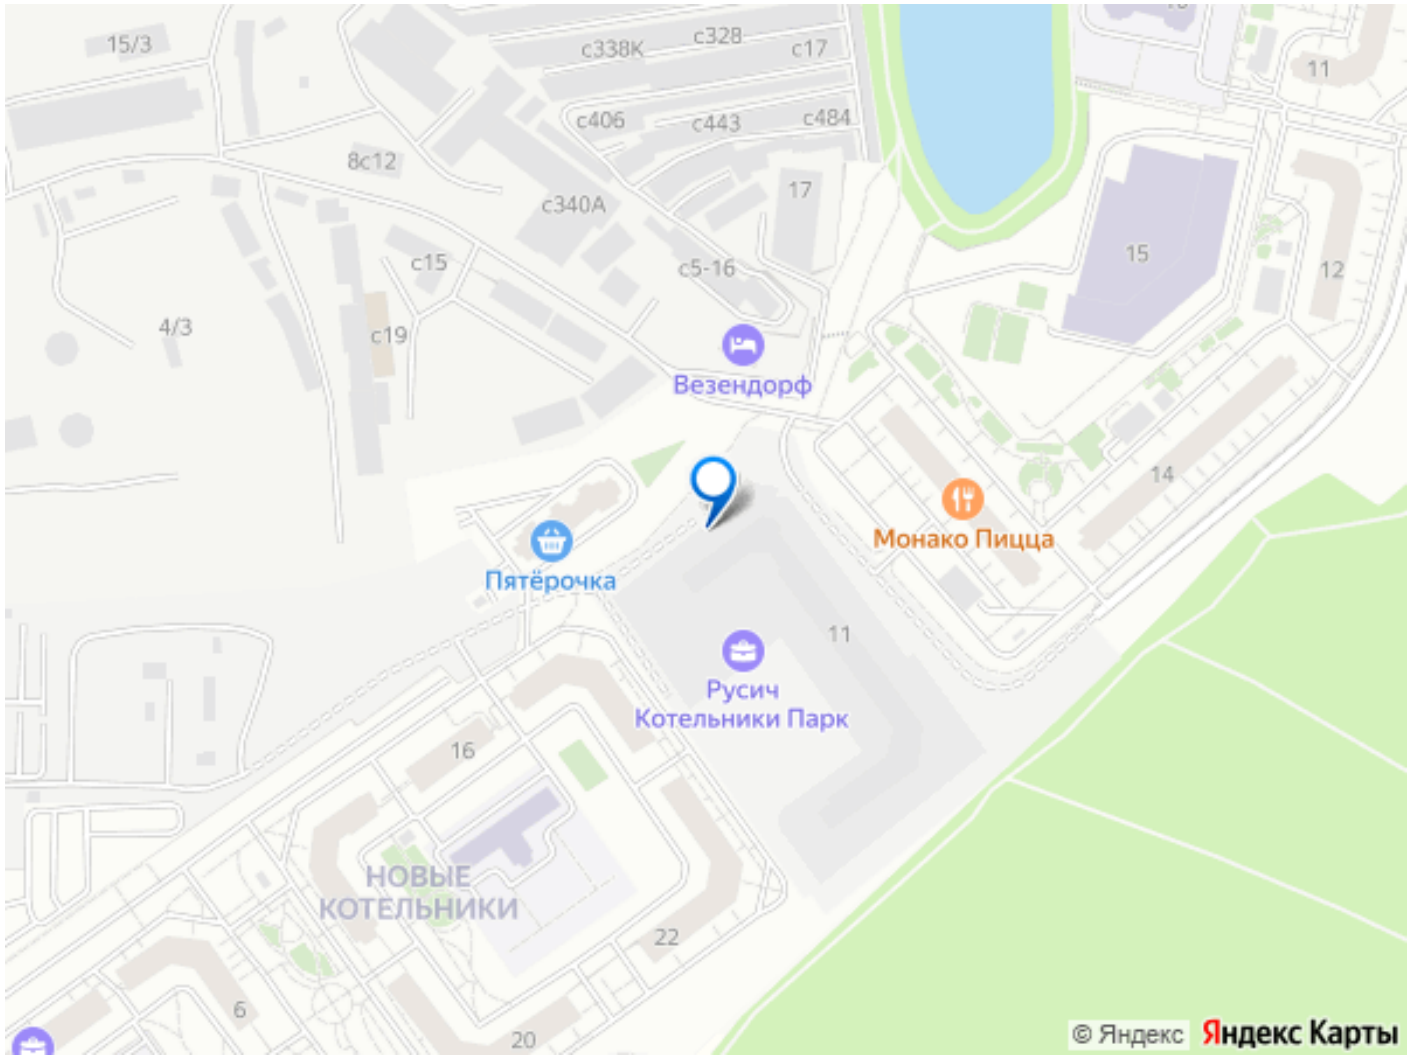 15/3
с338К
с328
с17
11
с406
с443
с484
8с12
17
с340А
15
с15
с5-16
12
4/3
с19
Везендорф
14
Монако Пицца
Пятёрочка
11
Русич
Котельники Парк
16
НОВЫЕ
КОТЕЛЬНИКИ
22
6
20
© Яндекс
Яндекс Карты